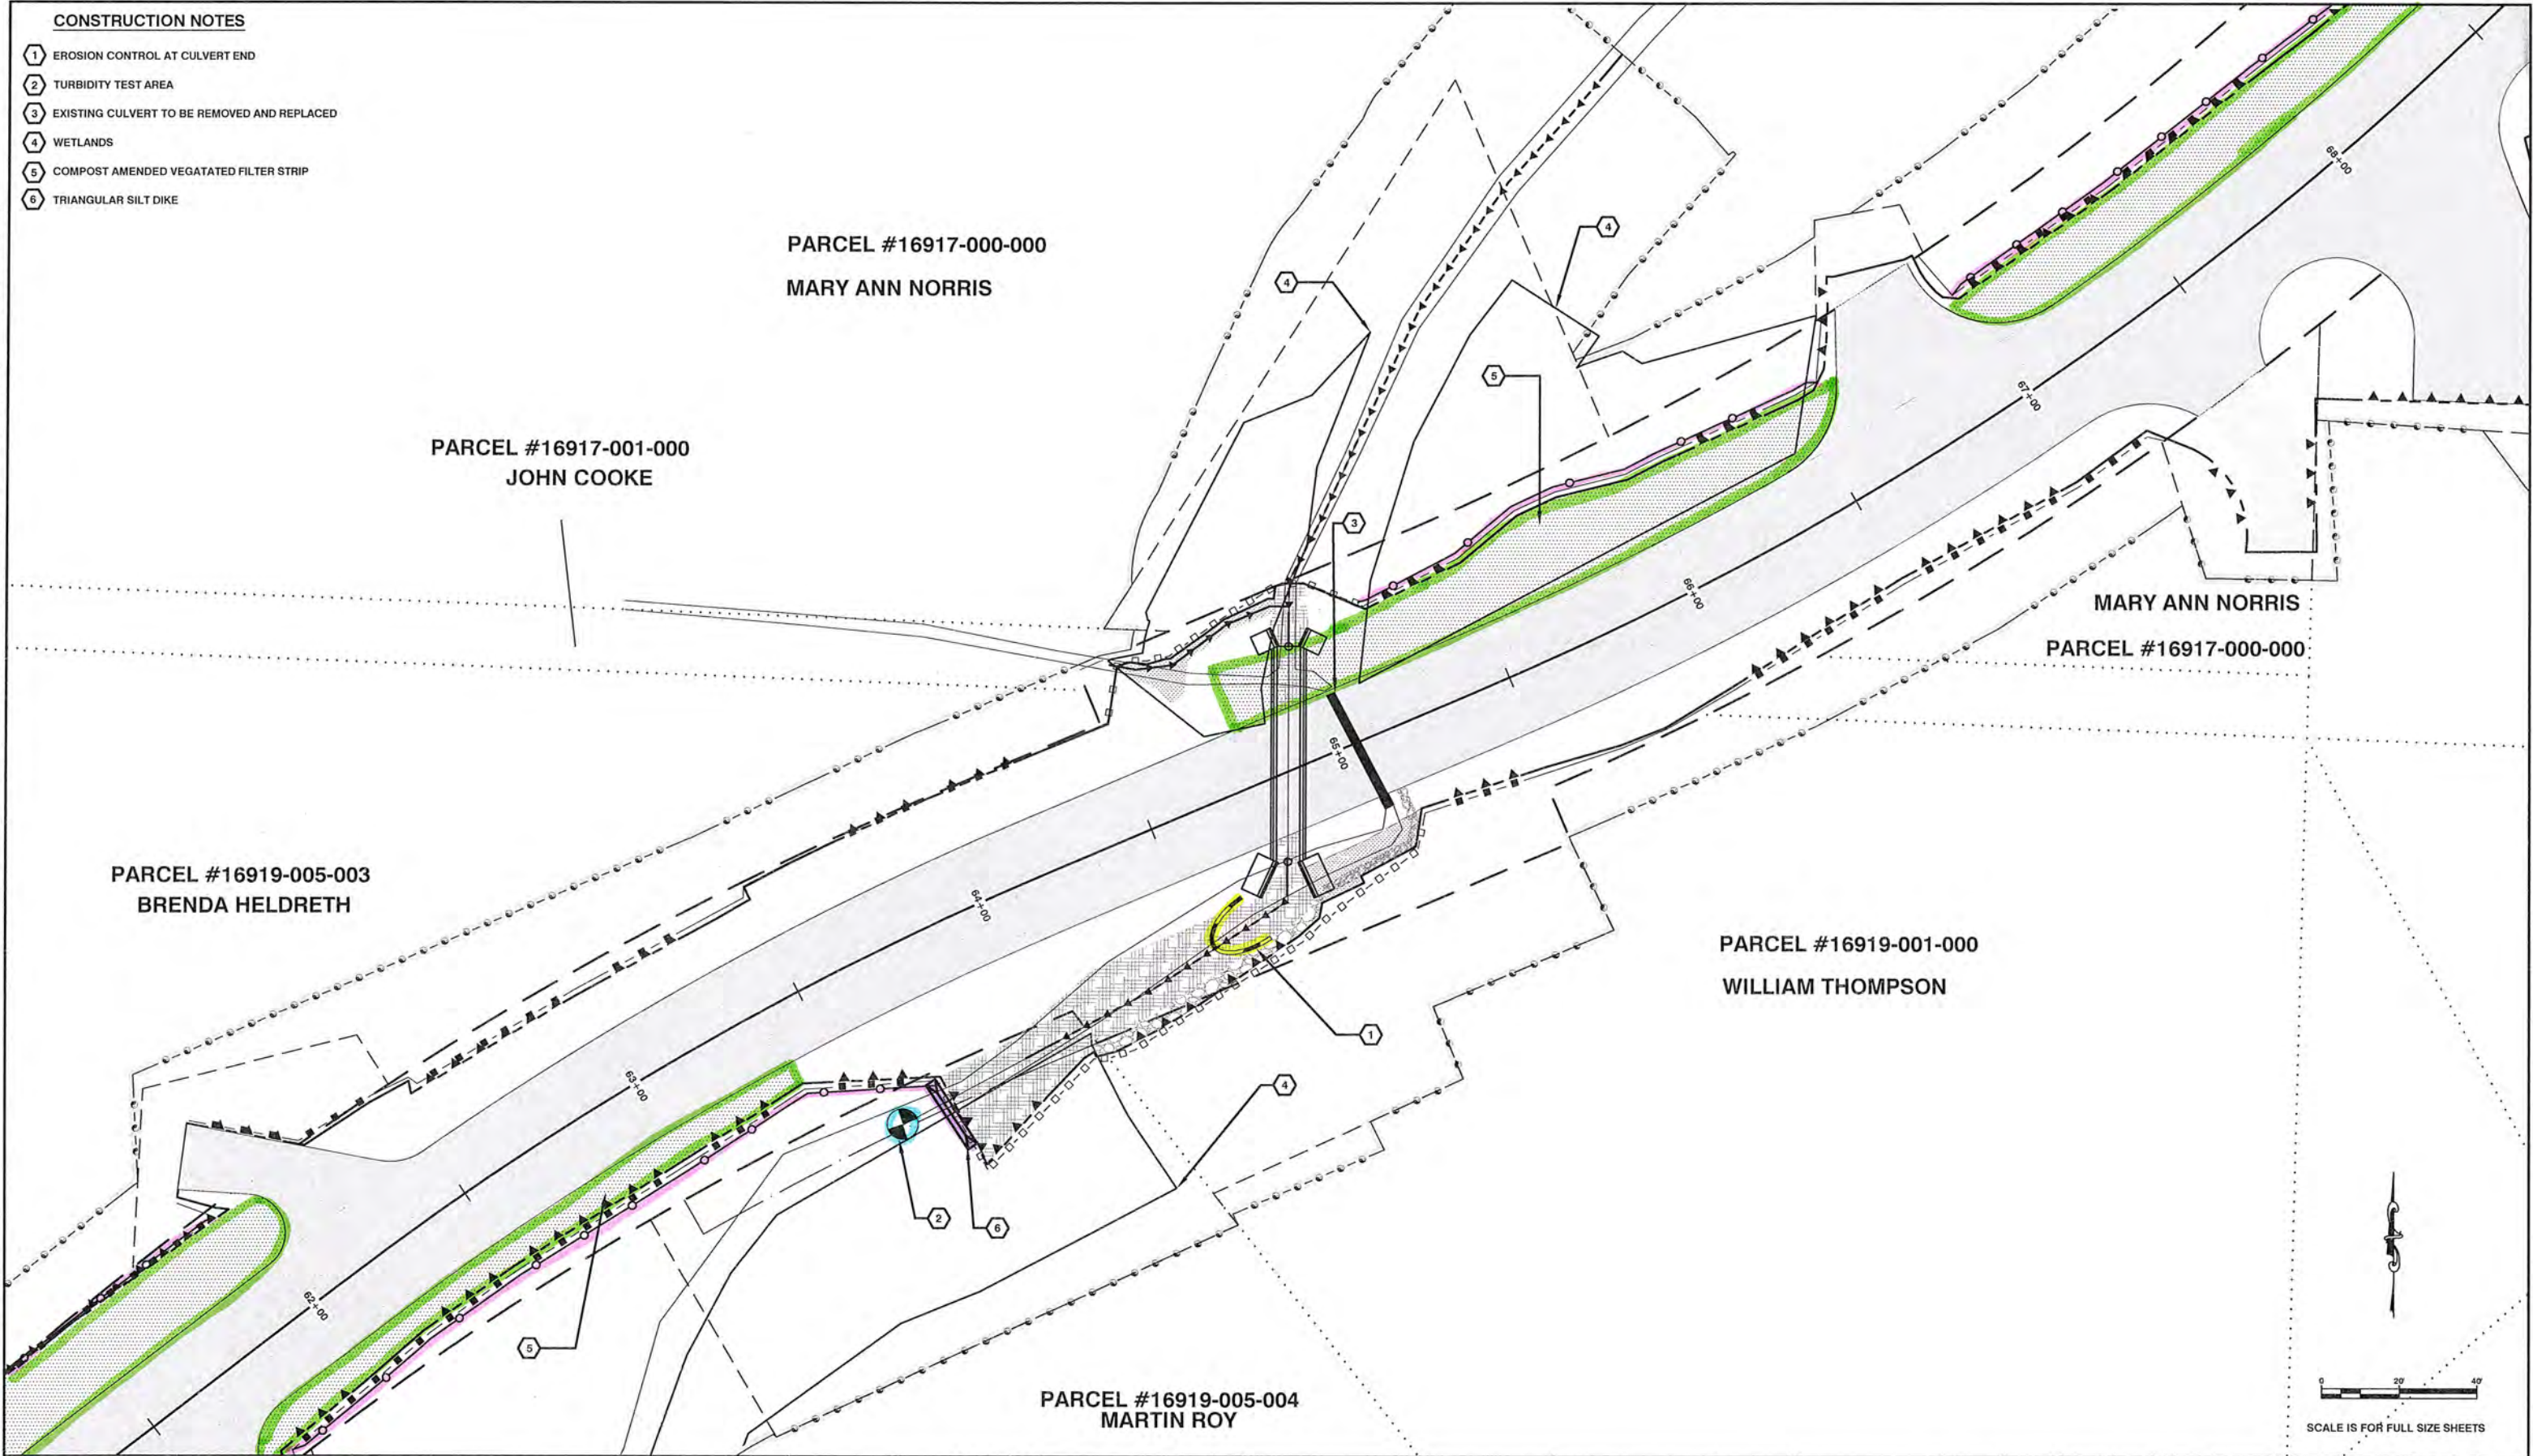 CONSTRUCTION NOTES
1 EROSION CONTROL AT CULVERT END
2 TURBIDITY TEST AREA
3 EXISTING CULVERT TO BE REMOVED AND REPLACED
4 WETLANDS
5 COMPOST AMENDED VEGATATED FILTER STRIP
6 TRIANGULAR SILT DIKE
PARCEL #16917-000-000
MARY ANN NORRIS
PARCEL #16917-001-000
JOHN COOKE
4
4
5
3
68+00
67+00
66+00
65+00
64+00
63+00
62+00
MARY ANN NORRIS
PARCEL #16917-000-000
PARCEL #16919-005-003
BRENDA HELDRETH
PARCEL #16919-001-000
WILLIAM THOMPSON
1
4
2
6
5
PARCEL #16919-005-004
MARTIN ROY
0 20' 40'
SCALE IS FOR FULL SIZE SHEETS